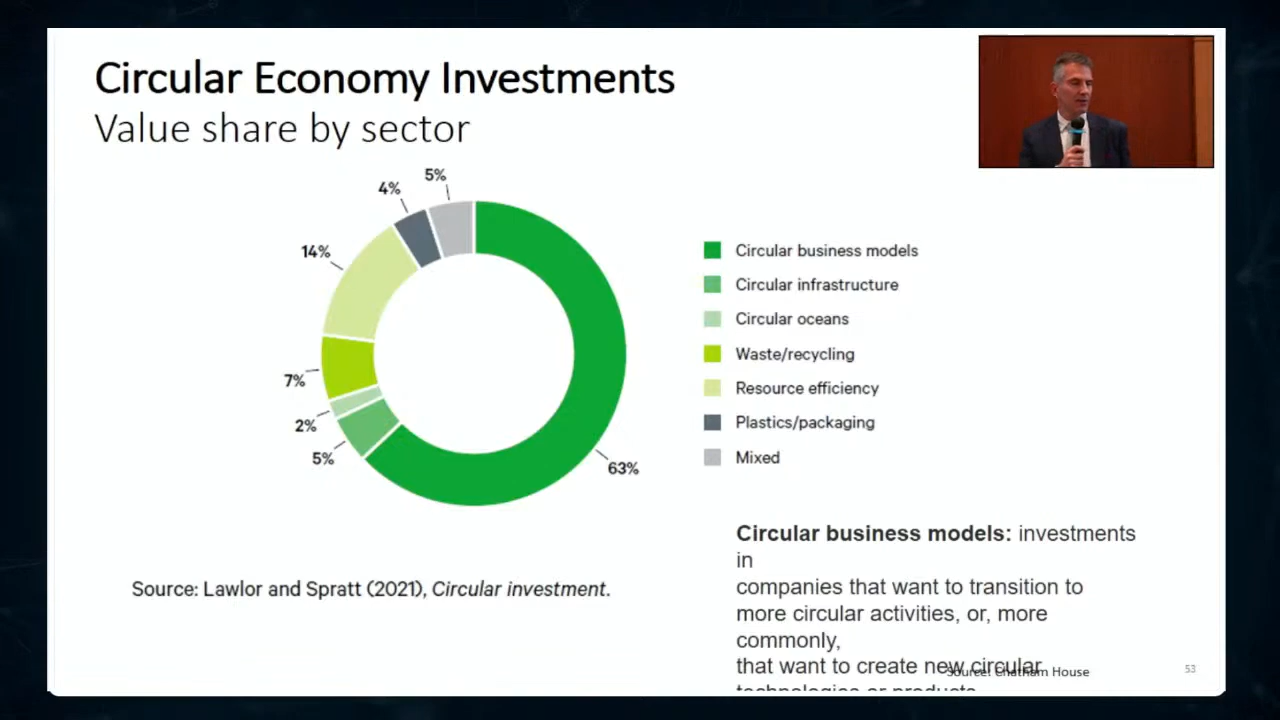 Circular Economy Investments
Value share by sector
5%
4%
14%
7%
2%
5%
63%
Circular business models
Circular infrastructure
Circular oceans
Waste/recycling
Resource efficiency
Plastics/packaging
Mixed
Circular business models: investments
in
companies that want to transition to
more circular activities, or, more
commonly,
that want to create new circular
technologies or products
Source: Lawlor and Spratt (2021), Circular investment.
Source: Chatham House
53